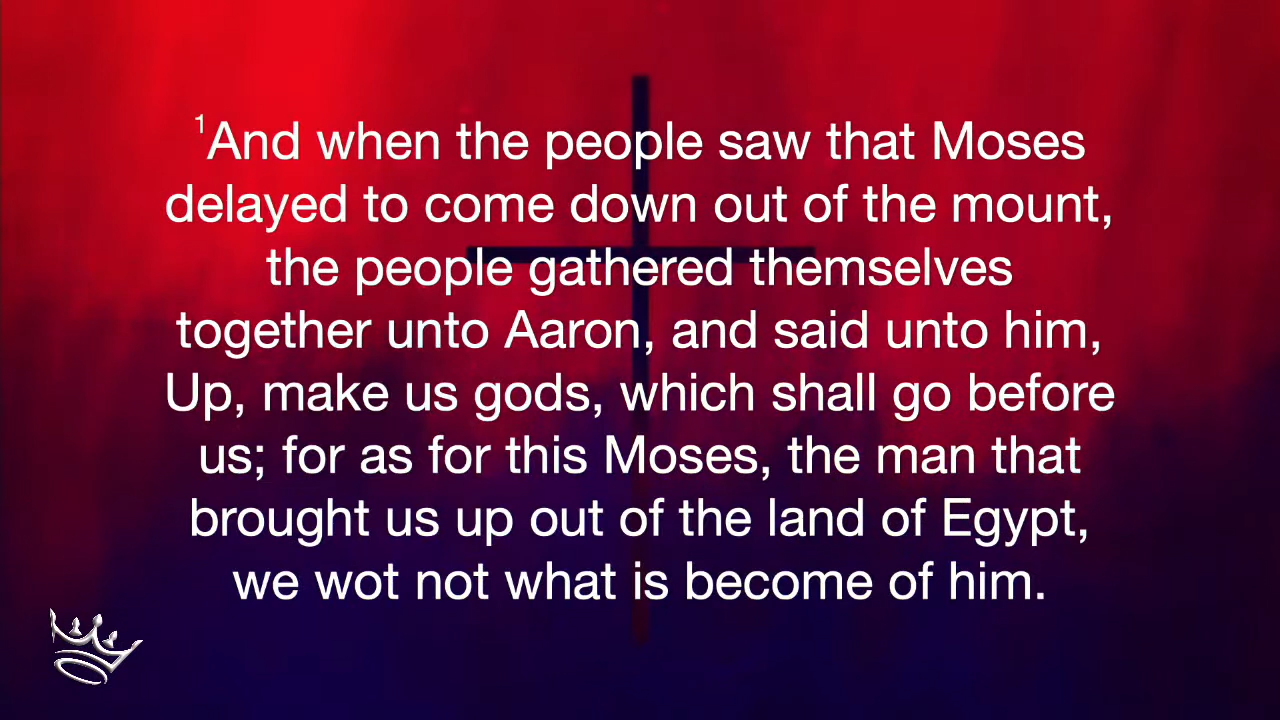 1And when the people saw that Moses
delayed to come down out of the mount,
the people gathered themselves
together unto Aaron, and said unto him,
Up, make us gods, which shall go before
us; for as for this Moses, the man that
brought us up out of the land of Egypt,
we wot not what is become of him.